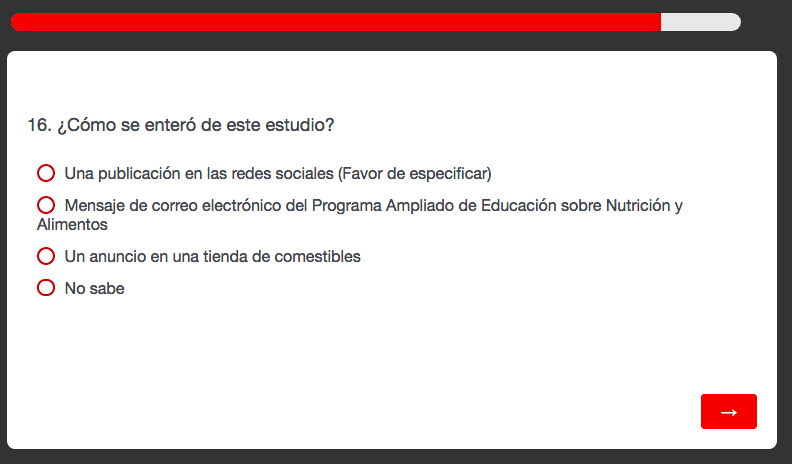 16. ¿Cómo se enteró de este estudio?
Una publicación en las redes sociales (Favor de especificar)
Mensaje de correo electrónico del Programa Ampliado de Educación sobre Nutrición y
Alimentos
Un anuncio en una tienda de comestibles
No sabe
→